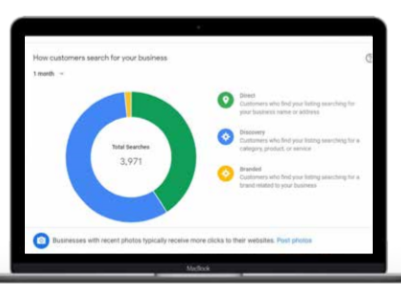 How customers search for your business
1 month
Total Searches
3,971
Direct
Customers who find your listing searching for
your business name or address
Discovery
Customers who find your listing searching for a
category, product, or service
Branded
Customers who find your listing searching for a
brand related to your business
Businesses with recent photos typically receive more clicks to their websites. Post photos
MacBook